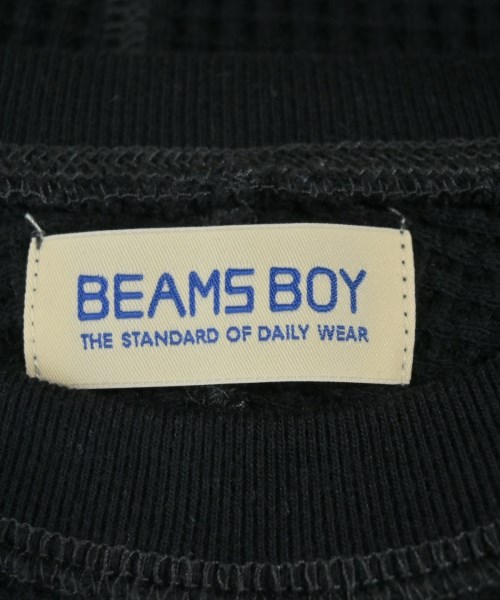 BEAMS BOY
THE STANDARD OF DAILY WEAR